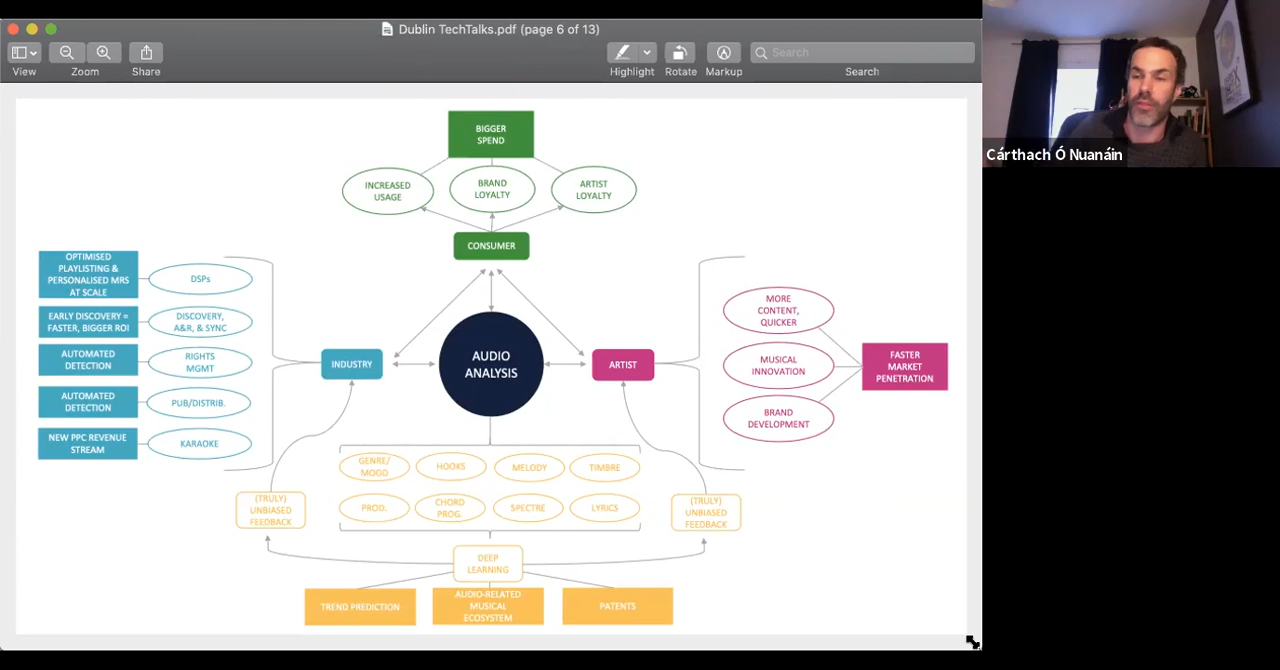 Dublin TechTalks.pdf (page 6 of 13)
Search
View
Zoom
Share
Highlight
Rotate
Markup
Search
Cárthach Ó Nuanáin
BIGGER
SPEND
INCREASED
USAGE
BRAND
LOYALTY
ARTIST
LOYALTY
CONSUMER
OPTIMISED
PLAYLISTING &
PERSONALISED MRS
AT SCALE
DSPs
EARLY DISCOVERY =
FASTER, BIGGER ROI
DISCOVERY,
A&R, & SYNC
AUTOMATED
DETECTION
RIGHTS
MGMT
AUTOMATED
DETECTION
PUB/DISTRIB.
NEW PPC REVENUE
STREAM
KARAOKE
INDUSTRY
AUDIO
ANALYSIS
ARTIST
MORE
CONTENT,
QUICKER
MUSICAL
INNOVATION
BRAND
DEVELOPMENT
FASTER
MARKET
PENETRATION
GENRE/
MOOD
HOOKS
MELODY
TIMBRE
PROD.
CHORD
PROG.
SPECTRE
LYRICS
(TRULY)
UNBIASED
FEEDBACK
(TRULY)
UNBIASED
FEEDBACK
DEEP
LEARNING
TREND PREDICTION
AUDIO-RELATED
MUSICAL
ECOSYSTEM
PATENTS